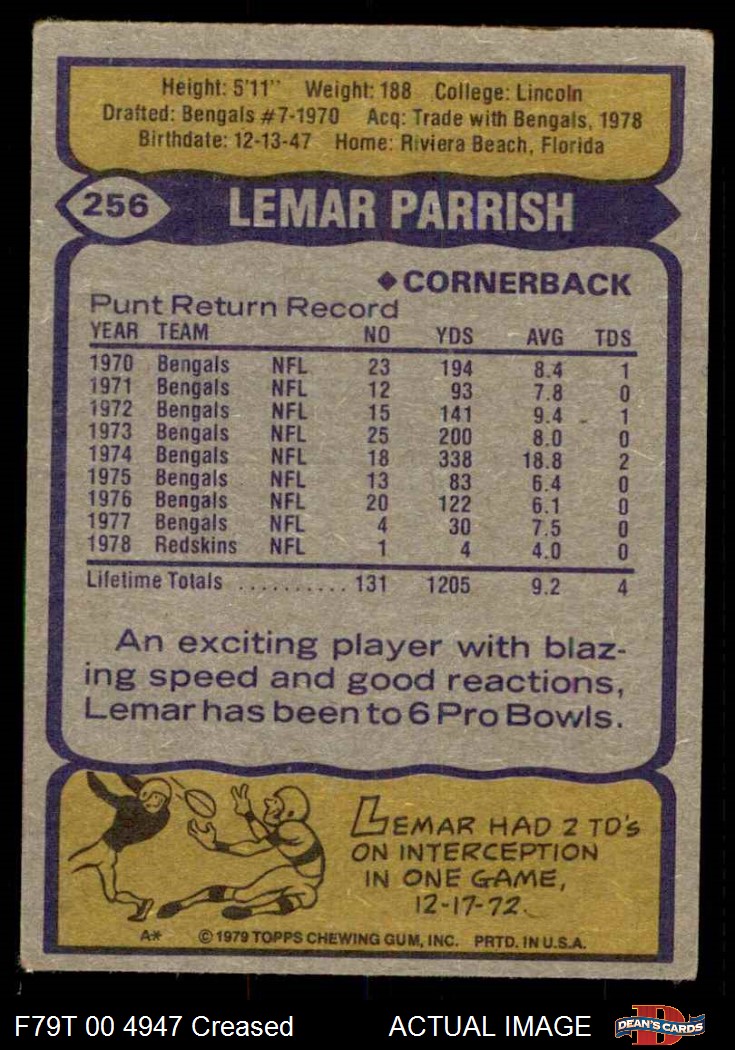 Height: 5'11" Weight: 188 College: Lincoln
Drafted: Bengals #7-1970 Acq: Trade with Bengals, 1978
Birthdate: 12-13-47 Home: Riviera Beach, Florida
256 LEMAR PARRISH
◆CORNERBACK
Punt Return Record
YEAR TEAM NO YDS AVG TDS
1970 Bengals NFL 23 194 8.4 1
1971 Bengals NFL 12 93 7.8 0
1972 Bengals NFL 15 141 9.4 1
1973 Bengals NFL 25 200 8.0 0
1974 Bengals NFL 18 338 18.8 2
1975 Bengals NFL 13 83 6.4 0
1976 Bengals NFL 20 122 6.1 0
1977 Bengals NFL 4 30 7.5 0
1978 Redskins NFL 1 4 4.0 0
Lifetime Totals .......... 131 1205 9.2 4
An exciting player with blaz-
ing speed and good reactions,
Lemar has been to 6 Pro Bowls.
LEMAR HAD 2 TD'S
ON INTERCEPTION
IN ONE GAME,
12-17-72.
A* © 1979 TOPPS CHEWING GUM, INC. PRTD. IN U.S.A.
F79T 00 4947 Creased ACTUAL IMAGE D DEAN'S CARDS